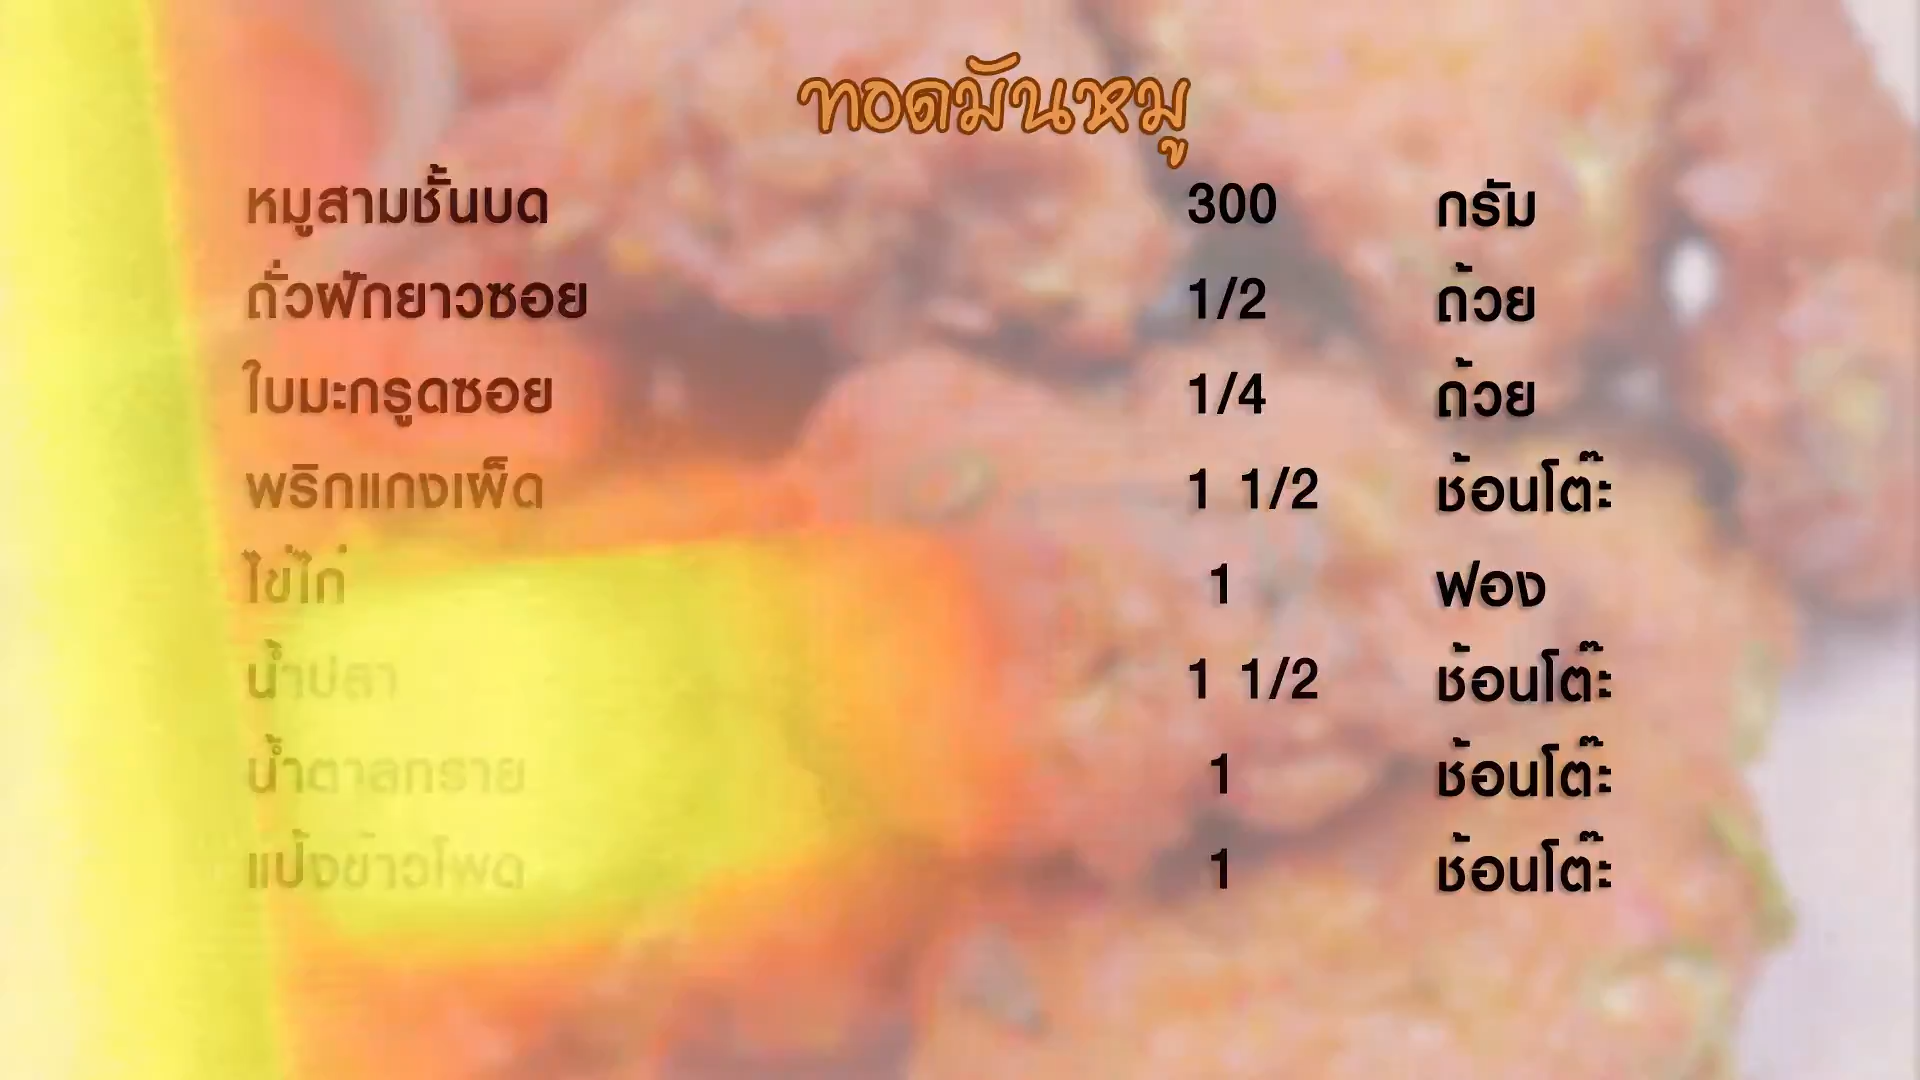 ทอดมันหมู
หมูสามชั้นบด 300 กรัม
ถั่วฝักยาวซอย 1/2 ถ้วย
ใบมะกรูดซอย 1/4 ถ้วย
พริกแกงเผ็ด 1 1/2 ช้อนโต๊ะ
ไข่ไก่ 1 ฟอง
น้ำปลา 1 1/2 ช้อนโต๊ะ
น้ำตาลทราย 1 ช้อนโต๊ะ
แป้งข้าวโพด 1 ช้อนโต๊ะ